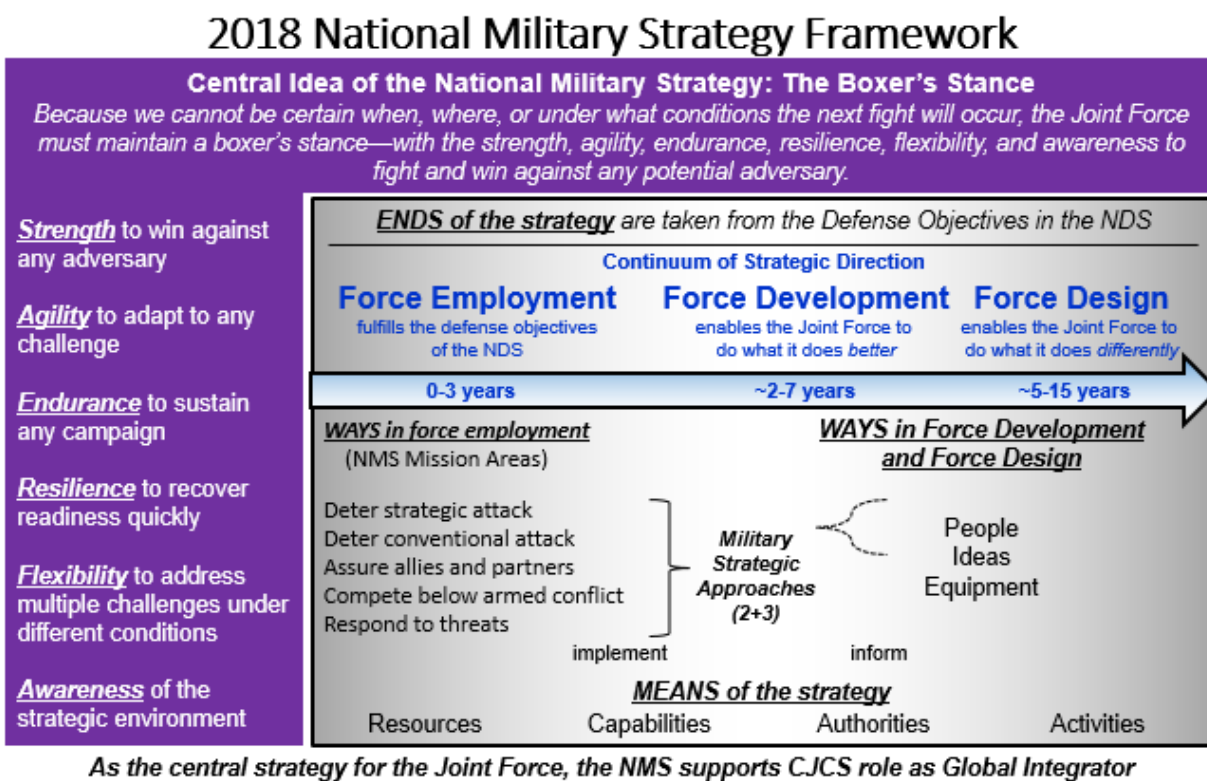 2018 National Military Strategy Framework
Central Idea of the National Military Strategy: The Boxer's Stance
Because we cannot be certain when, where, or under what conditions the next fight will occur, the Joint Force
must maintain a boxer's stance—with the strength, agility, endurance, resilience, flexibility, and awareness to
fight and win against any potential adversary.
Strength to win against
any adversary
Agility to adapt to any
challenge
Endurance to sustain
any campaign
Resilience to recover
readiness quickly
Flexibility to address
multiple challenges under
different conditions
Awareness of the
strategic environment
ENDS of the strategy are taken from the Defense Objectives in the NDS
Continuum of Strategic Direction
Force Employment
fulfills the defense objectives
of the NDS
Force Development
enables the Joint Force to
do what it does better
Force Design
enables the Joint Force to
do what it does differently
0-3 years
~2-7 years
~5-15 years
WAYS in force employment
(NMS Mission Areas)
Deter strategic attack
Deter conventional attack
Assure allies and partners
Compete below armed conflict
Respond to threats
implement
Military
Strategic
Approaches
(2+3)
WAYS in Force Development
and Force Design
People
Ideas
Equipment
inform
MEANS of the strategy
Resources
Capabilities
Authorities
Activities
As the central strategy for the Joint Force, the NMS supports CJCS role as Global Integrator